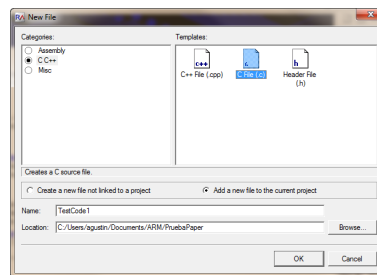 New File
Categories:
Templates:
Assembly
C C++
Misc
C++
C++ File (.cpp)
c
C File (.c)
h
Header File
(.h)
Creates a C source file.
Create a new file not linked to a project
Add a new file to the current project
Name: TestCode1
Location: C:/Users/agustin/Documents/ARM/PruebaPaper
Browse...
OK
Cancel